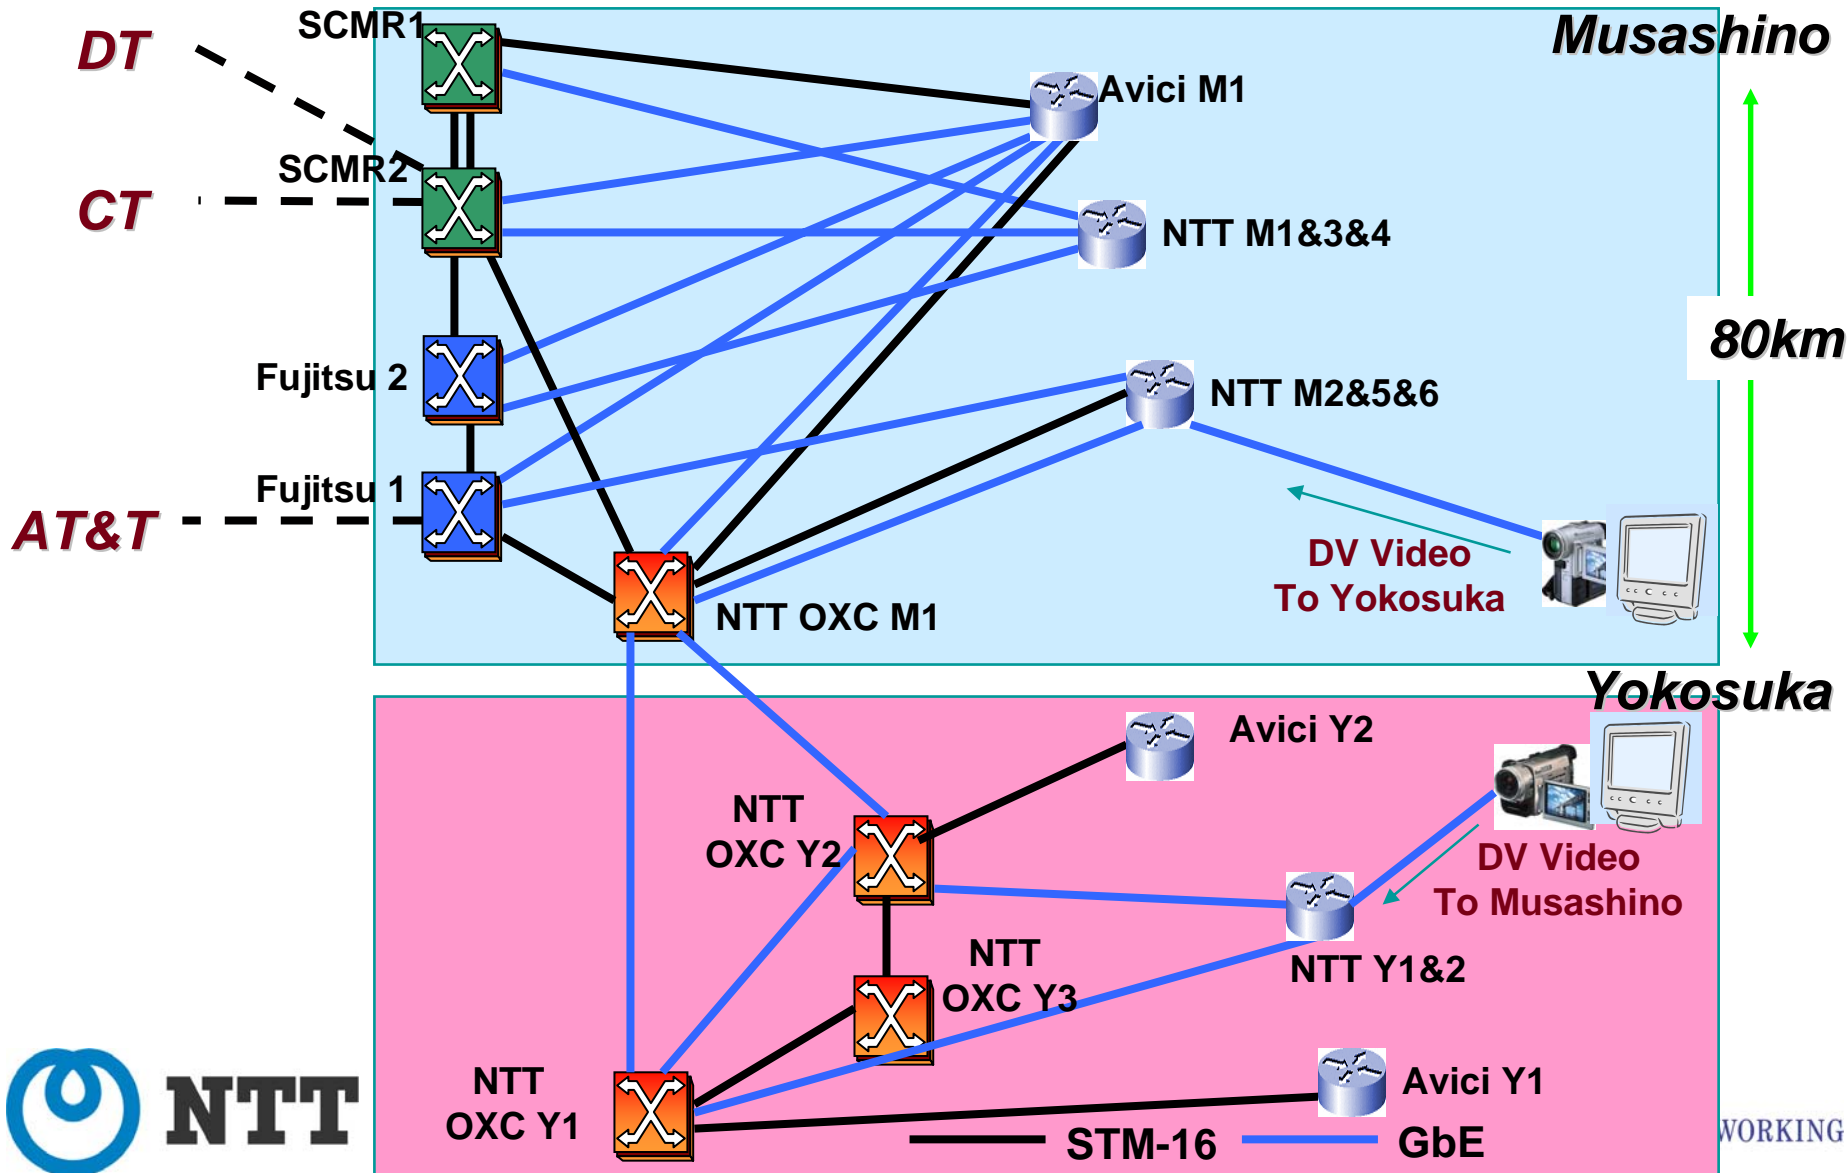 SCMR1
Musashino
DT
Avici M1
SCMR2
CT
NTT M1&3&4
80km
Fujitsu 2
NTT M2&5&6
Fujitsu 1
AT&T
DV Video
To Yokosuka
NTT OXC M1
Yokosuka
Avici Y2
NTT
OXC Y2
DV Video
To Musashino
NTT
OXC Y3
NTT Y1&2
NTT
NTT
OXC Y1
Avici Y1
STM-16
GbE
WORKING